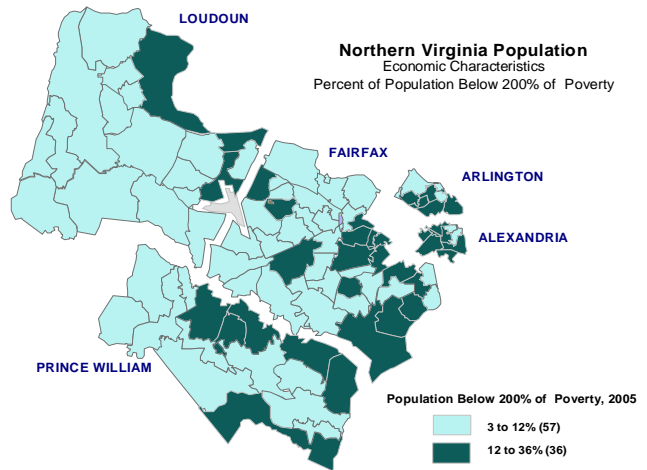 LOUDOUN
Northern Virginia Population
Economic Characteristics
Percent of Population Below 200% of Poverty
FAIRFAX
ARLINGTON
ALEXANDRIA
PRINCE WILLIAM
Population Below 200% of Poverty, 2005
3 to 12% (57)
12 to 36% (36)